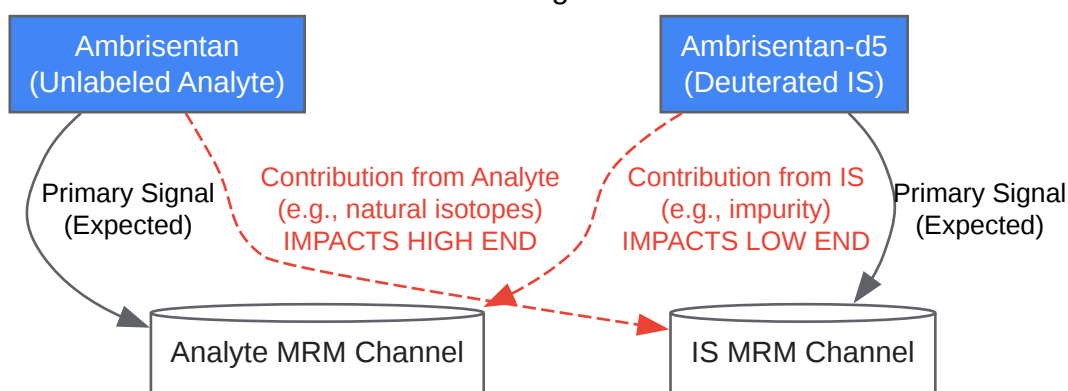 Ambrisentan
(Unlabeled Analyte)
Ambrisentan-d5
(Deuterated IS)
Primary Signal
(Expected)
Contribution from Analyte
(e.g., natural isotopes)
IMPACTS HIGH END
Contribution from IS
(e.g., impurity)
IMPACTS LOW END
Primary Signal
(Expected)
Analyte MRM Channel
IS MRM Channel